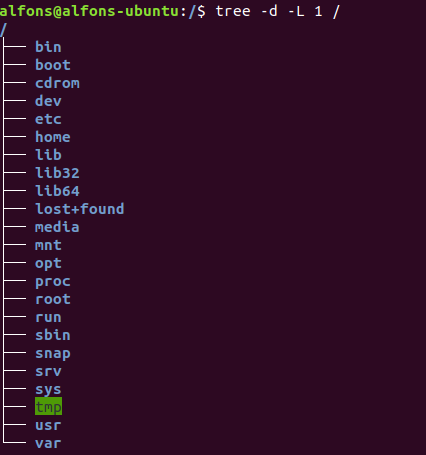 alfons@alfons-ubuntu:/$ tree -d -L 1 /
/
├── bin
├── boot
├── cdrom
├── dev
├── etc
├── home
├── lib
├── lib32
├── lib64
├── lost+found
├── media
├── mnt
├── opt
├── proc
├── root
├── run
├── sbin
├── snap
├── srv
├── sys
├── tmp
├── usr
└── var